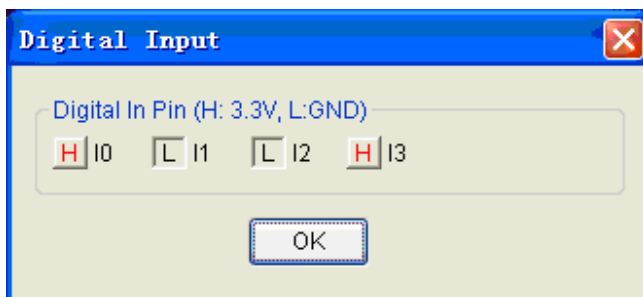 Digital Input
Digital In Pin (H: 3.3V, L:GND)
H I0 L I1 L I2 H I3
OK